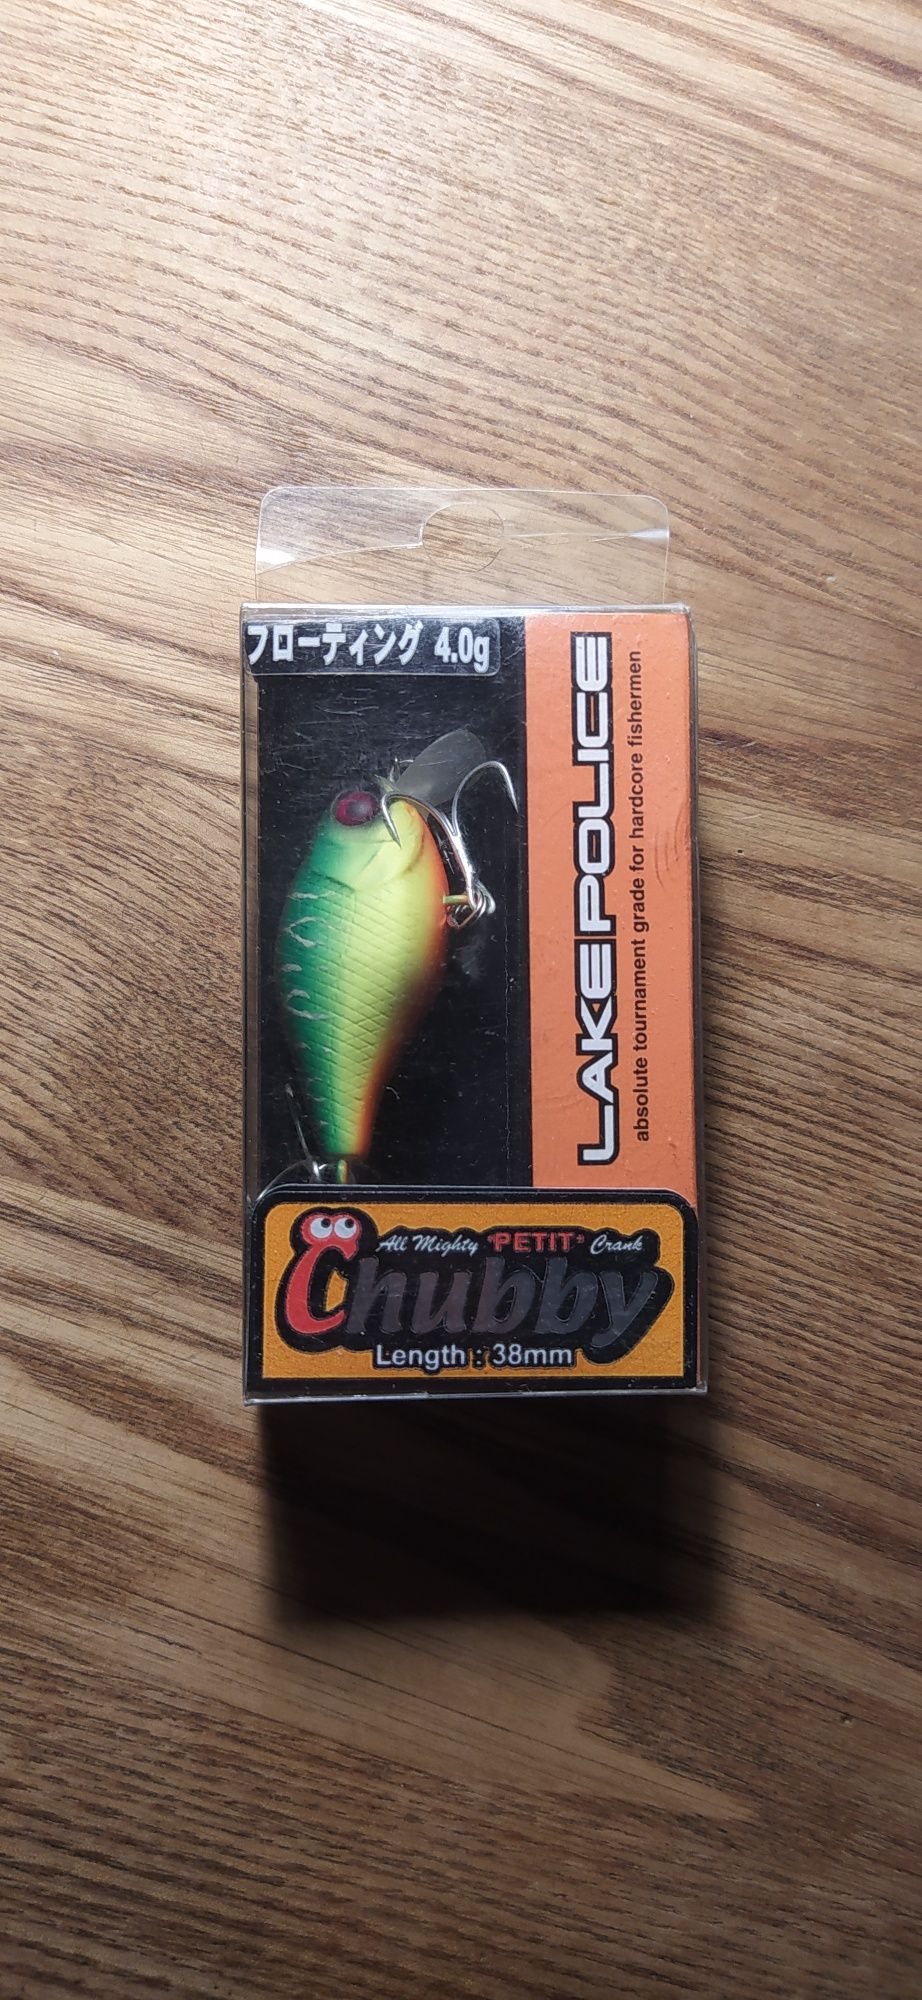 フローティング 4.0g
LAKE POLICE
absolute tournament grade for hardcore fishermen
All Mighty "PETIT" Crank
Chubby
Length : 38mm